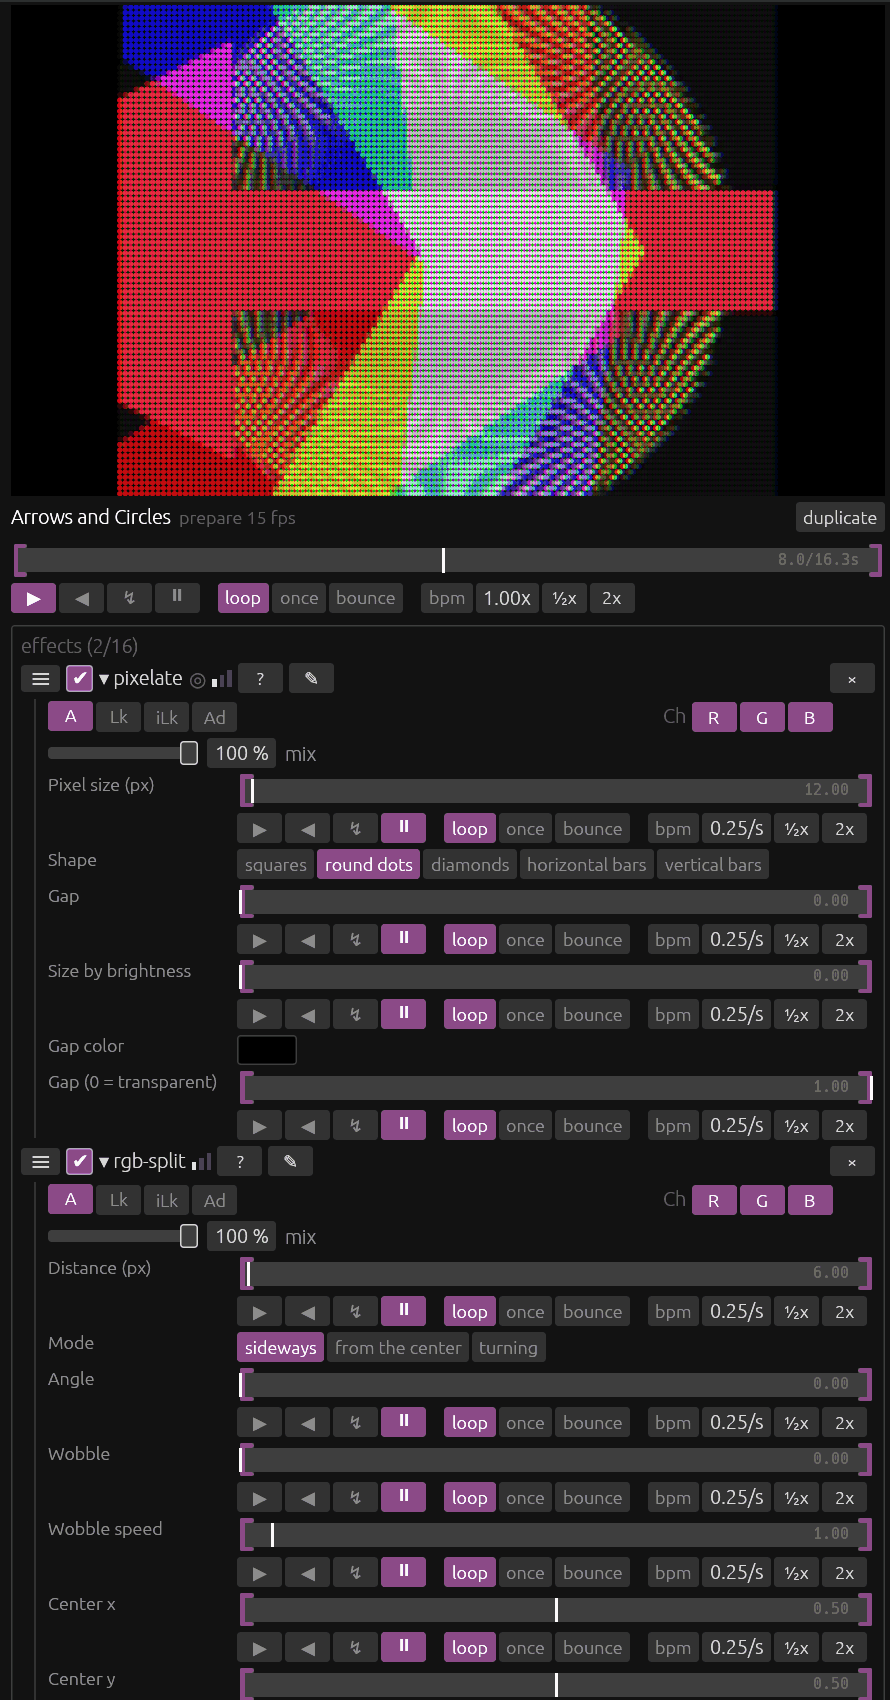 Arrows and Circles prepare 15 fps duplicate
8.0/16.3s
▶ ◀ ↯ ⏸ loop once bounce bpm 1.00x ½x 2x
effects (2/16)
☰ ✔ ▾ pixelate ◎ ? ✎ ×
A Lk iLk Ad Ch R G B
100 % mix
Pixel size (px) 12.00
▶ ◀ ↯ ⏸ loop once bounce bpm 0.25/s ½x 2x
Shape squares round dots diamonds horizontal bars vertical bars
Gap 0.00
▶ ◀ ↯ ⏸ loop once bounce bpm 0.25/s ½x 2x
Size by brightness 0.00
▶ ◀ ↯ ⏸ loop once bounce bpm 0.25/s ½x 2x
Gap color
Gap (0 = transparent) 1.00
▶ ◀ ↯ ⏸ loop once bounce bpm 0.25/s ½x 2x
☰ ✔ ▾ rgb-split ? ✎ ×
A Lk iLk Ad Ch R G B
100 % mix
Distance (px) 6.00
▶ ◀ ↯ ⏸ loop once bounce bpm 0.25/s ½x 2x
Mode sideways from the center turning
Angle 0.00
▶ ◀ ↯ ⏸ loop once bounce bpm 0.25/s ½x 2x
Wobble 0.00
▶ ◀ ↯ ⏸ loop once bounce bpm 0.25/s ½x 2x
Wobble speed 1.00
▶ ◀ ↯ ⏸ loop once bounce bpm 0.25/s ½x 2x
Center x 0.50
▶ ◀ ↯ ⏸ loop once bounce bpm 0.25/s ½x 2x
Center y 0.50